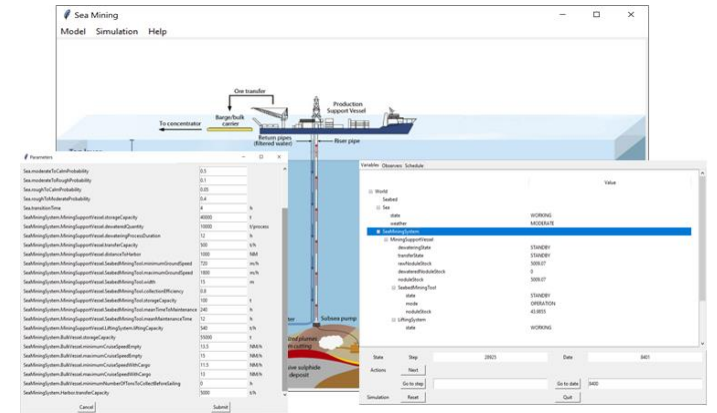 Sea Mining
Model Simulation Help
Ore transfer
Production
Support Vessel
Barge/bulk
carrier
To concentrator
Return pipes
(filtered water)
Riser pipe
Parameters
Sea.moderateToCalmProbability 0.5
Sea.moderateToRoughProbability 0.1
Sea.roughToCalmProbability 0.05
Sea.roughToModerateProbability 0.4
Sea.transitionTime 4 h
SeaMiningSystem.MiningSupportVessel.storageCapacity 40000 t
SeaMiningSystem.MiningSupportVessel.dewateredQuantity 10000 t/process
SeaMiningSystem.MiningSupportVessel.dewateringProcessDuration 12 h
SeaMiningSystem.MiningSupportVessel.transferCapacity 500 t/h
SeaMiningSystem.MiningSupportVessel.distanceToHarbor 1000 NM
SeaMiningSystem.MiningSupportVessel.SeabedMiningTool.minimumGroundSpeed 720 m/h
SeaMiningSystem.MiningSupportVessel.SeabedMiningTool.maximumGroundSpeed 1800 m/h
SeaMiningSystem.MiningSupportVessel.SeabedMiningTool.width 15 m
SeaMiningSystem.MiningSupportVessel.SeabedMiningTool.collectionEfficiency 0.8
SeaMiningSystem.MiningSupportVessel.SeabedMiningTool.storageCapacity 100 t
SeaMiningSystem.MiningSupportVessel.SeabedMiningTool.meanTimeToMaintenance 240 h
SeaMiningSystem.MiningSupportVessel.SeabedMiningTool.meanMaintenanceTime 12 h
SeaMiningSystem.MiningSupportVessel.LiftingSystem.liftingCapacity 540 t/h
SeaMiningSystem.BulkVessel.storageCapacity 55000 t
SeaMiningSystem.BulkVessel.minimumCruiseSpeedEmpty 13.5 NM/h
SeaMiningSystem.BulkVessel.maximumCruiseSpeedEmpty 15 NM/h
SeaMiningSystem.BulkVessel.minimumCruiseSpeedWithCargo 11.5 NM/h
SeaMiningSystem.BulkVessel.maximumCruiseSpeedWithCargo 13 NM/h
SeaMiningSystem.BulkVessel.minimumNumberOfTonsToCollectBeforeSailing 0 h
SeaMiningSystem.Harbor.transferCapacity 5000 t/h
Cancel Submit
Subsea pump
deposit
Variables Observers Schedule
Value
World
Seabed
Sea
state WORKING
weather MODERATE
SeaMiningSystem
MiningSupportVessel
dewateringState STANDBY
transferState STANDBY
rawNoduleStock 5009.07
dewateredNoduleStock 0
noduleStock 5009.07
SeabedMiningTool
state STANDBY
mode OPERATION
noduleStock
LiftingSystem
state WORKING
State Step Date 8401
Actions Next
Go to step Go to date 8400
Simulation Reset Quit